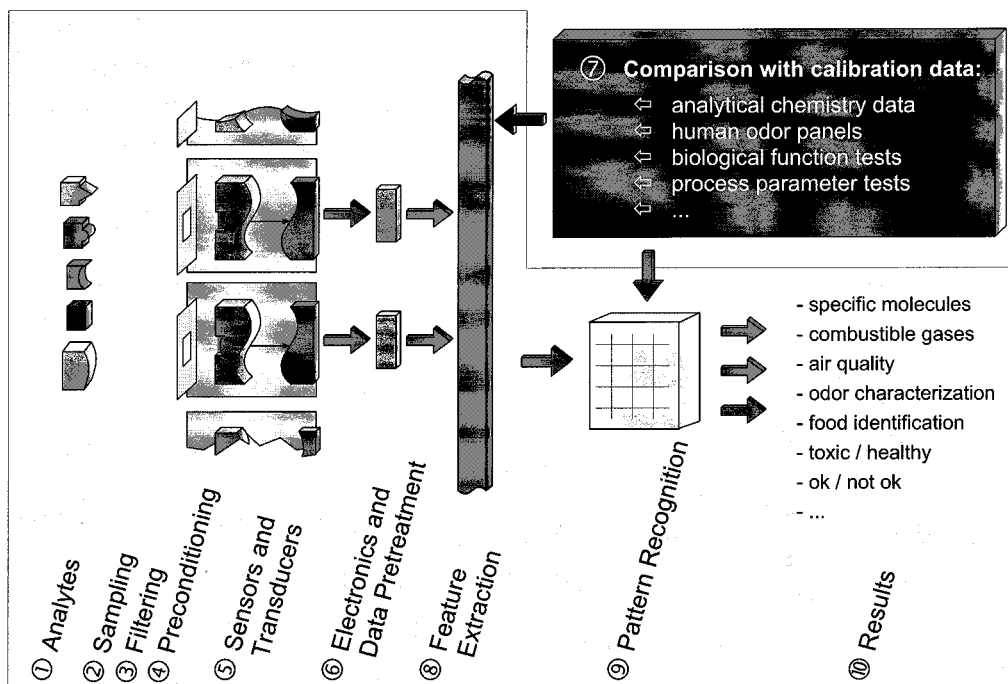 ⑦ Comparison with calibration data:
⇦ analytical chemistry data
⇦ human odor panels
⇦ biological function tests
⇦ process parameter tests
⇦ ...
- specific molecules
- combustible gases
- air quality
- odor characterization
- food identification
- toxic / healthy
- ok / not ok
- ...
① Analytes
② Sampling
③ Filtering
④ Preconditioning
⑤ Sensors and
Transducers
⑥ Electronics and
Data Pretreatment
⑧ Feature
Extraction
⑨ Pattern Recognition
⑩ Results